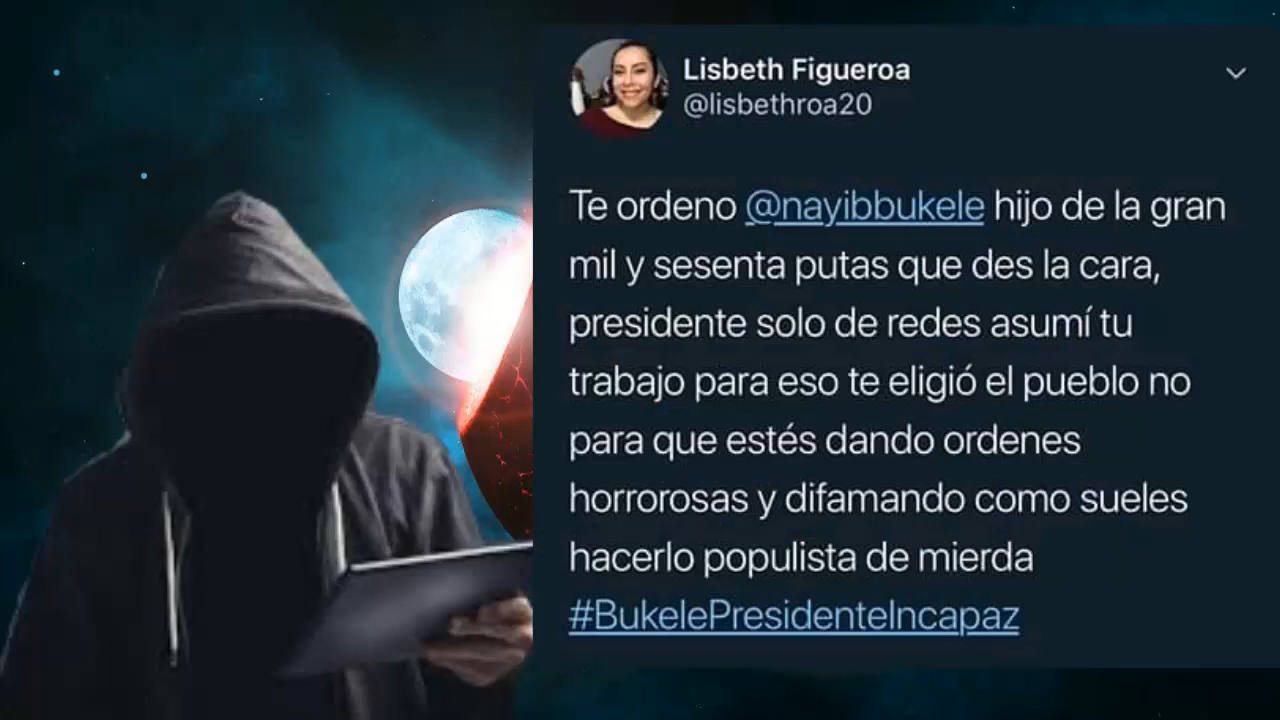 Lisbeth Figueroa
@lisbethroa20
Te ordeno @nayibbukele hijo de la gran
mil y sesenta putas que des la cara,
presidente solo de redes asumí tu
trabajo para eso te eligió el pueblo no
para que estés dando ordenes
horrorosas y difamando como sueles
hacerlo populista de mierda
#BukelePresidenteIncapaz